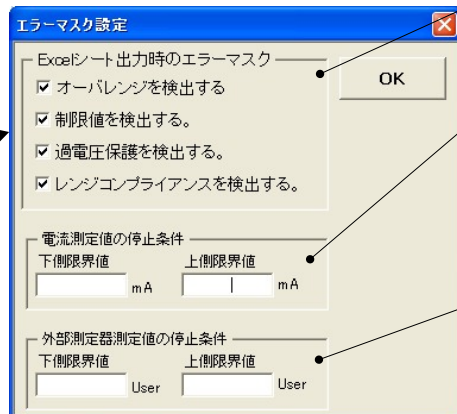 エラーマスク設定
Excelシート出力時のエラーマスク
オーバレンジを検出する
制限値を検出する。
過電圧保護を検出する。
レンジコンプライアンスを検出する。
OK
電流測定値の停止条件
下側限界値 上側限界値
mA mA
外部測定器測定値の停止条件
下側限界値 上側限界値
User User